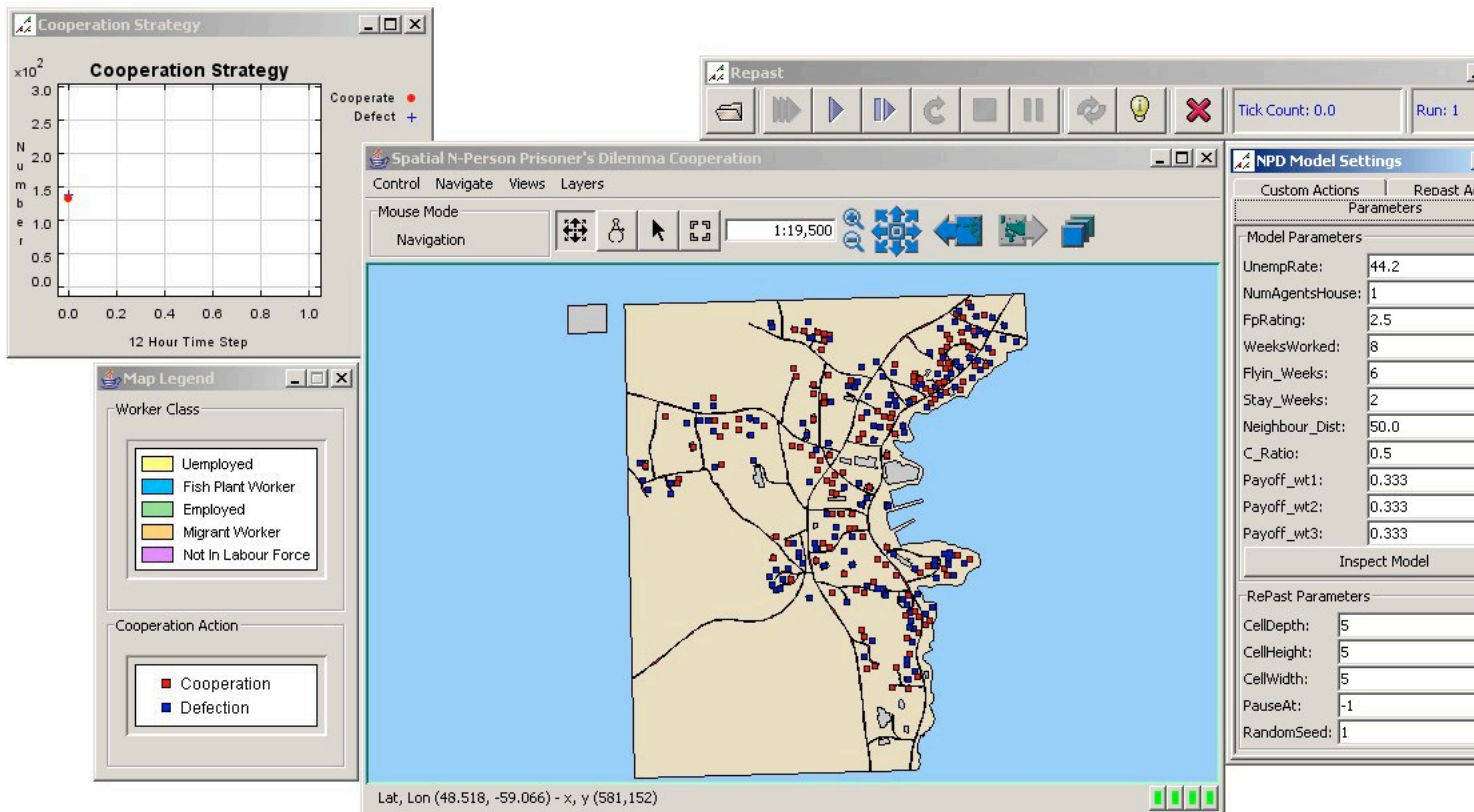 Cooperation Strategy
Cooperation Strategy
x10²
Number
3.0
2.5
2.0
1.5
1.0
0.5
0.0
0.0 0.2 0.4 0.6 0.8 1.0
12 Hour Time Step
Cooperate
Defect
Map Legend
Worker Class
Uemployed
Fish Plant Worker
Employed
Migrant Worker
Not In Labour Force
Cooperation Action
Cooperation
Defection
Repast
Tick Count: 0.0 Run: 1
Spatial N-Person Prisoner's Dilemma Cooperation
Control Navigate Views Layers
Mouse Mode
Navigation
1:19,500
Lat, Lon (48.518, -59.066) - x, y (581,152)
NPD Model Settings
Custom Actions Repast A
Parameters
Model Parameters
UnempRate: 44.2
NumAgentsHouse: 1
FpRating: 2.5
WeeksWorked: 8
Flyin_Weeks: 6
Stay_Weeks: 2
Neighbour_Dist: 50.0
C_Ratio: 0.5
Payoff_wt1: 0.333
Payoff_wt2: 0.333
Payoff_wt3: 0.333
Inspect Model
RePast Parameters
CellDepth: 5
CellHeight: 5
CellWidth: 5
PauseAt: -1
RandomSeed: 1